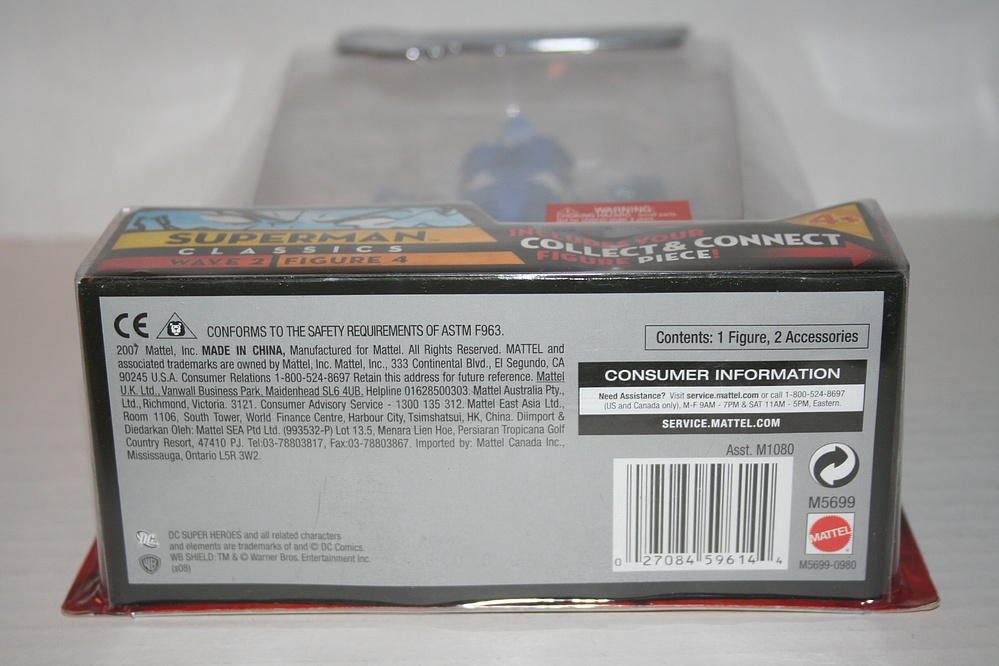 WARNING:
CHOKING HAZARD
SUPERMAN™
CLASSICS
WAVE 2 FIGURE 4
INCLUDES YOUR
COLLECT & CONNECT
FIGURE PIECE!
4+
CE CONFORMS TO THE SAFETY REQUIREMENTS OF ASTM F963.
2007 Mattel, Inc. MADE IN CHINA, Manufactured for Mattel. All Rights Reserved. MATTEL and
associated trademarks are owned by Mattel, Inc. Mattel, Inc., 333 Continental Blvd., El Segundo, CA
90245 U.S.A. Consumer Relations 1-800-524-8697 Retain this address for future reference. Mattel
U.K. Ltd., Vanwall Business Park, Maidenhead SL6 4UB. Helpline 01628500303. Mattel Australia Pty.,
Ltd., Richmond, Victoria. 3121. Consumer Advisory Service - 1300 135 312. Mattel East Asia Ltd.,
Room 1106, South Tower, World Finance Centre, Harbour City, Tsimshatsui, HK, China. Diimport &
Diedarkan Oleh: Mattel SEA Ptd Ltd. (993532-P) Lot 13.5, Menara Lien Hoe, Persiaran Tropicana Golf
Country Resort, 47410 PJ. Tel:03-78803817, Fax:03-78803867. Imported by: Mattel Canada Inc.,
Mississauga, Ontario L5R 3W2.
DC
DC SUPER HEROES and all related characters
and elements are trademarks of and © DC Comics.
WB SHIELD: TM & © Warner Bros. Entertainment Inc.
(s08)
WB
Contents: 1 Figure, 2 Accessories
CONSUMER INFORMATION
Need Assistance? Visit service.mattel.com or call 1-800-524-8697
(US and Canada only), M-F 9AM - 7PM & SAT 11AM - 5PM, Eastern.
SERVICE.MATTEL.COM
Asst. M1080
0 27084 59614 4
M5699
MATTEL
M5699-0980